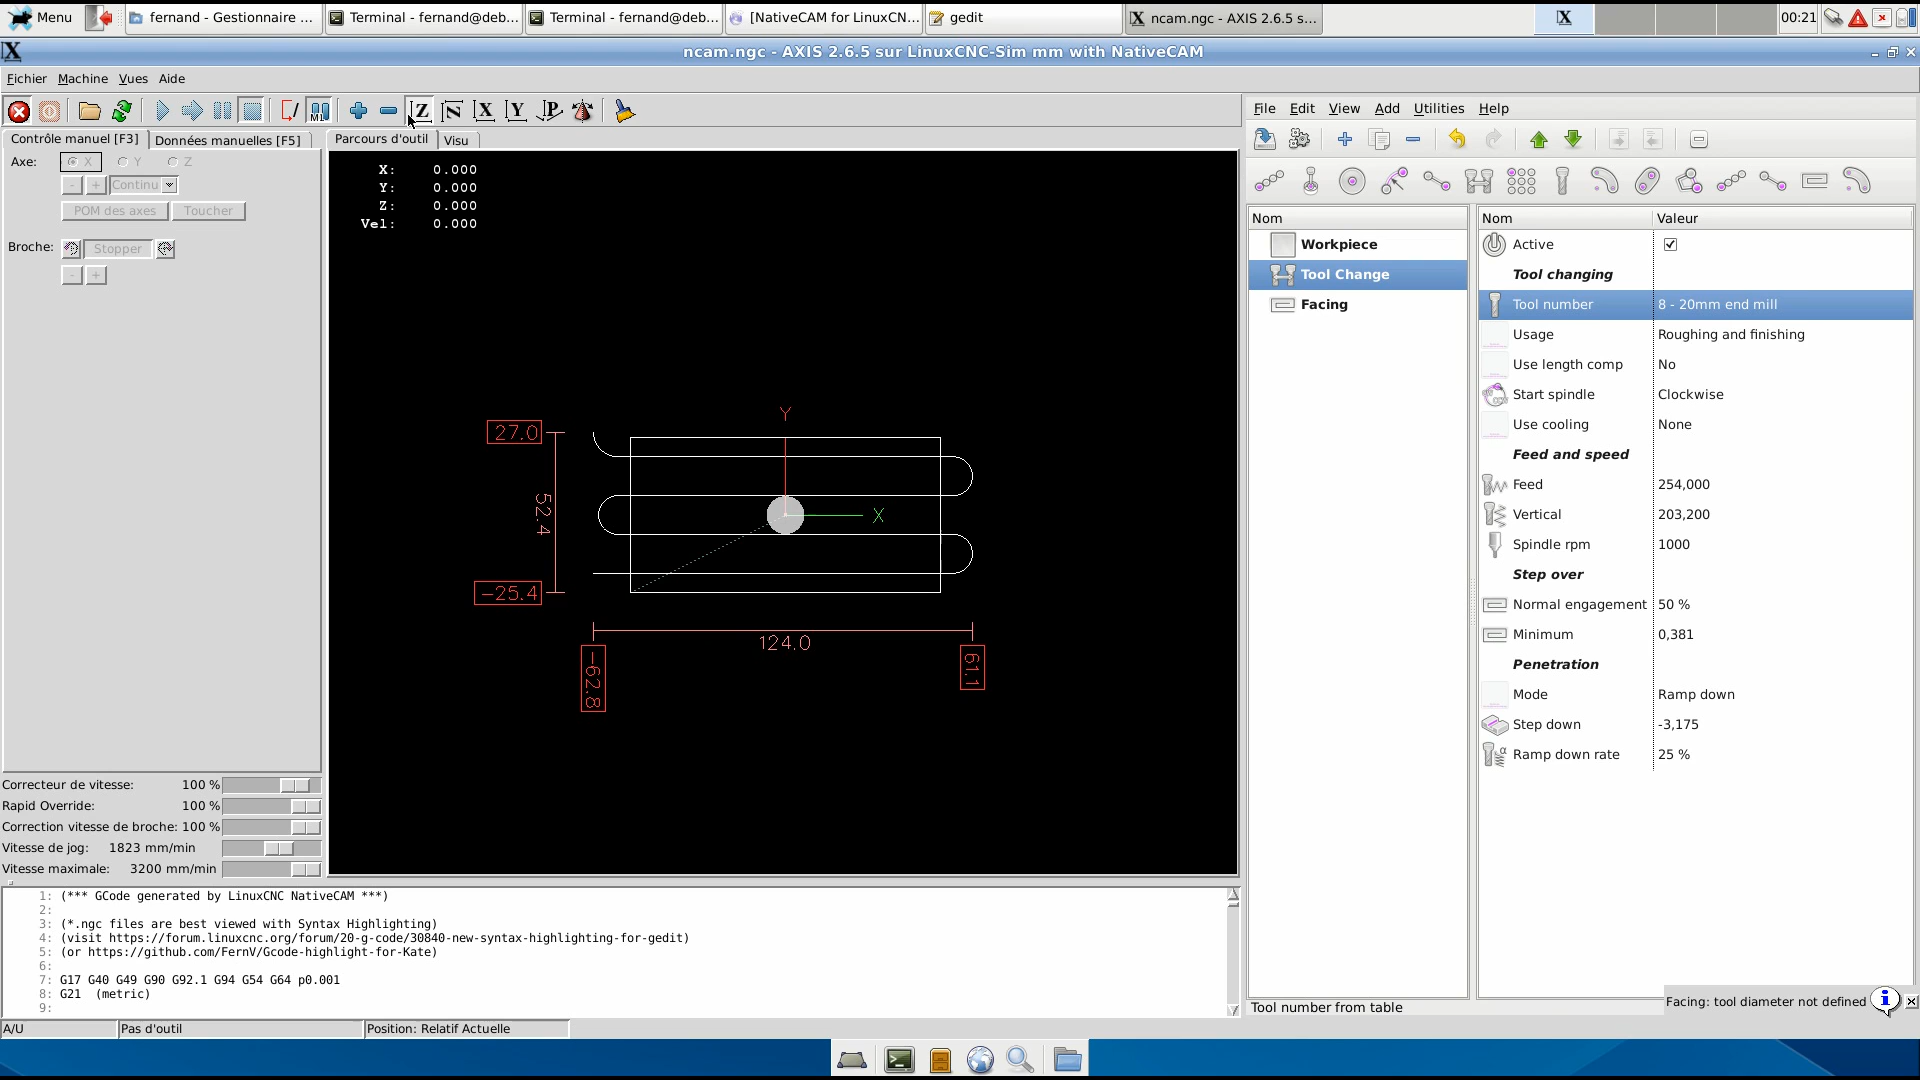 Menu
fernand - Gestionnaire ...
Terminal - fernand@deb...
Terminal - fernand@deb...
[NativeCAM for LinuxCN...
gedit
ncam.ngc - AXIS 2.6.5 s...
00:21
ncam.ngc - AXIS 2.6.5 sur LinuxCNC-Sim mm with NativeCAM
Fichier Machine Vues Aide
Contrôle manuel [F3]
Données manuelles [F5]
Axe: X Y Z
- + Continu
POM des axes Toucher
Broche: Stopper
- +
Correcteur de vitesse: 100 %
Rapid Override: 100 %
Correction vitesse de broche: 100 %
Vitesse de jog: 1823 mm/min
Vitesse maximale: 3200 mm/min
M1
Z N X Y P
Parcours d'outil
Visu
X: 0.000
Y: 0.000
Z: 0.000
Vel: 0.000
Y
27.0
52.4
X
-25.4
124.0
-62.8
61.1
1: (*** GCode generated by LinuxCNC NativeCAM ***)
2:
3: (*.ngc files are best viewed with Syntax Highlighting)
4: (visit https://forum.linuxcnc.org/forum/20-g-code/30840-new-syntax-highlighting-for-gedit)
5: (or https://github.com/FernV/Gcode-highlight-for-Kate)
6:
7: G17 G40 G49 G90 G92.1 G94 G54 G64 p0.001
8: G21 (metric)
9:
A/U
Pas d'outil
Position: Relatif Actuelle
File Edit View Add Utilities Help
Nom
Workpiece
Tool Change
Facing
Nom Valeur
Active
Tool changing
Tool number 8 - 20mm end mill
Usage Roughing and finishing
Use length comp No
Start spindle Clockwise
Use cooling None
Feed and speed
Feed 254,000
Vertical 203,200
Spindle rpm 1000
Step over
Normal engagement 50 %
Minimum 0,381
Penetration
Mode Ramp down
Step down -3,175
Ramp down rate 25 %
Tool number from table
Facing: tool diameter not defined